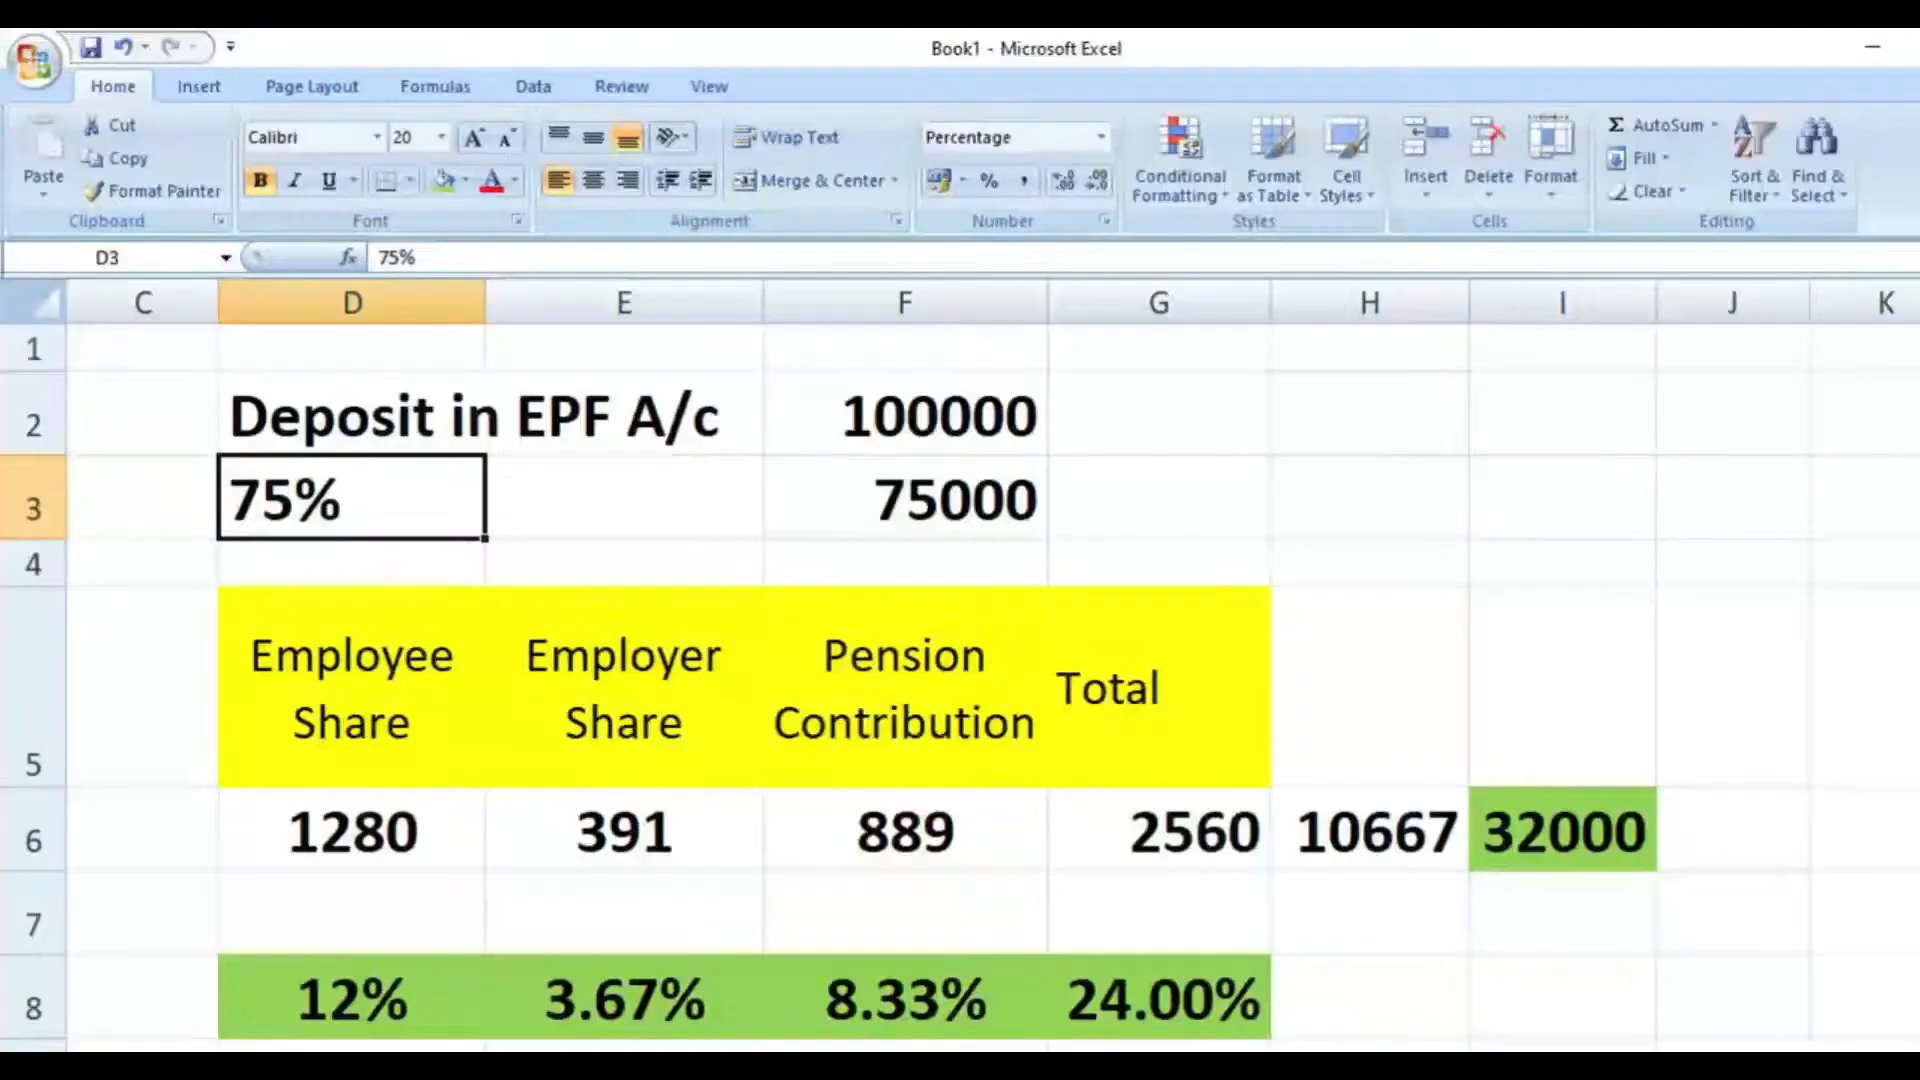 Book1 - Microsoft Excel
Home Insert Page Layout Formulas Data Review View
Paste
Cut
Copy
Format Painter
Clipboard
Calibri 20
B I U
Font
Wrap Text
Merge & Center
Alignment
Percentage
%
Number
Conditional Formatting
Format as Table
Cell Styles
Styles
Insert Delete Format
Cells
Σ AutoSum
Fill
Clear
Sort & Filter
Find & Select
Editing
D3 fx 75%
C D E F G H I J K
1
2 Deposit in EPF A/c 100000
3 75% 75000
4
5 Employee Share Employer Share Pension Contribution Total
6 1280 391 889 2560 10667 32000
7
8 12% 3.67% 8.33% 24.00%